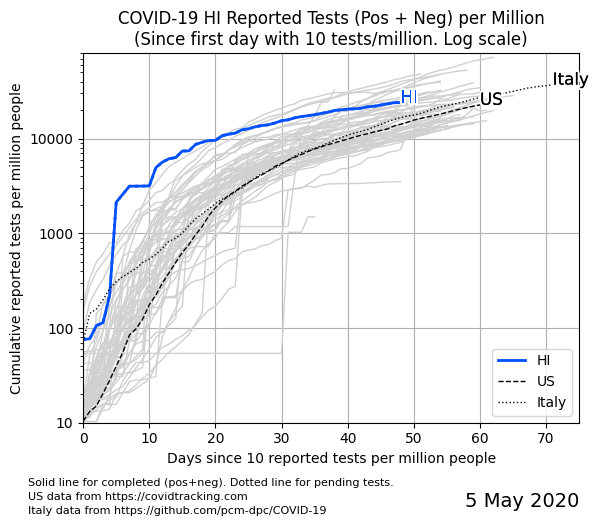 COVID-19 HI Reported Tests (Pos + Neg) per Million
(Since first day with 10 tests/million. Log scale)
Cumulative reported tests per million people
10000
1000
100
10
HI
US
Italy
HI
US
Italy
0 10 20 30 40 50 60 70
Days since 10 reported tests per million people
Solid line for completed (pos+neg). Dotted line for pending tests.
US data from https://covidtracking.com
Italy data from https://github.com/pcm-dpc/COVID-19
5 May 2020